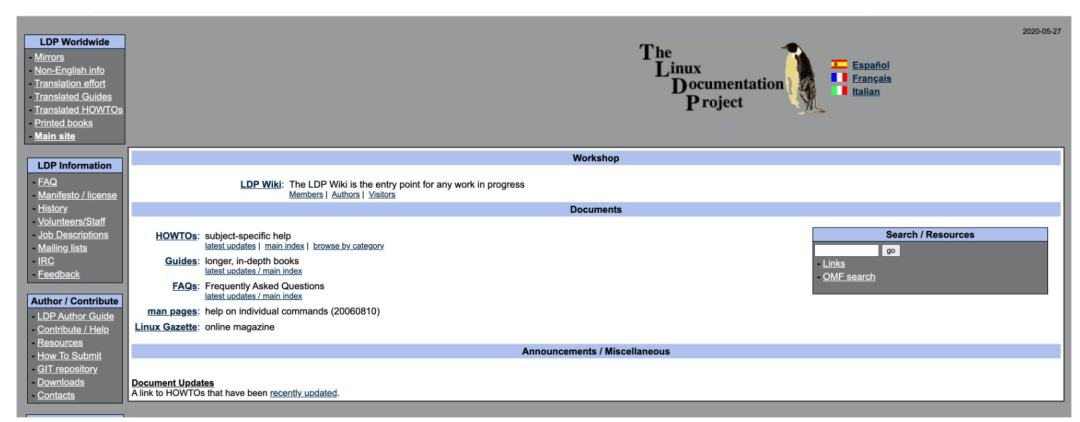 2020-05-27
LDP Worldwide
- Mirrors
- Non-English info
- Translation effort
- Translated Guides
- Translated HOWTOs
- Printed books
- Main site
The
Linux
Documentation
Project
Español
Français
Italian
LDP Information
- FAQ
- Manifesto / license
- History
- Volunteers/Staff
- Job Descriptions
- Mailing lists
- IRC
- Feedback
Author / Contribute
- LDP Author Guide
- Contribute / Help
- Resources
- How To Submit
- GIT repository
- Downloads
- Contacts
Workshop
LDP Wiki: The LDP Wiki is the entry point for any work in progress
Members | Authors | Visitors
Documents
HOWTOs: subject-specific help
latest updates | main index | browse by category
Guides: longer, in-depth books
latest updates / main index
FAQs: Frequently Asked Questions
latest updates / main index
man pages: help on individual commands (20060810)
Linux Gazette: online magazine
Search / Resources
go
- Links
- OMF search
Announcements / Miscellaneous
Document Updates
A link to HOWTOs that have been recently updated.